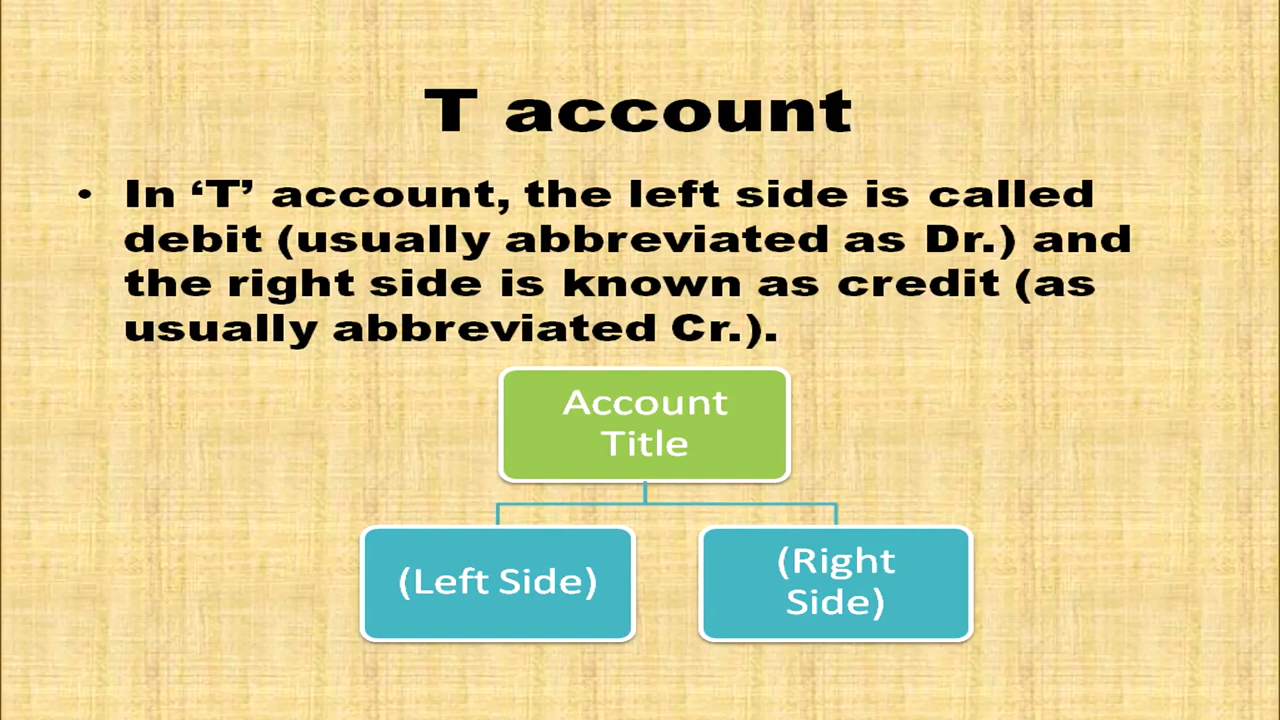 T account
• In ‘T’ account, the left side is called
debit (usually abbreviated as Dr.) and
the right side is known as credit (as
usually abbreviated Cr.).
Account
Title
(Left Side)
(Right
Side)